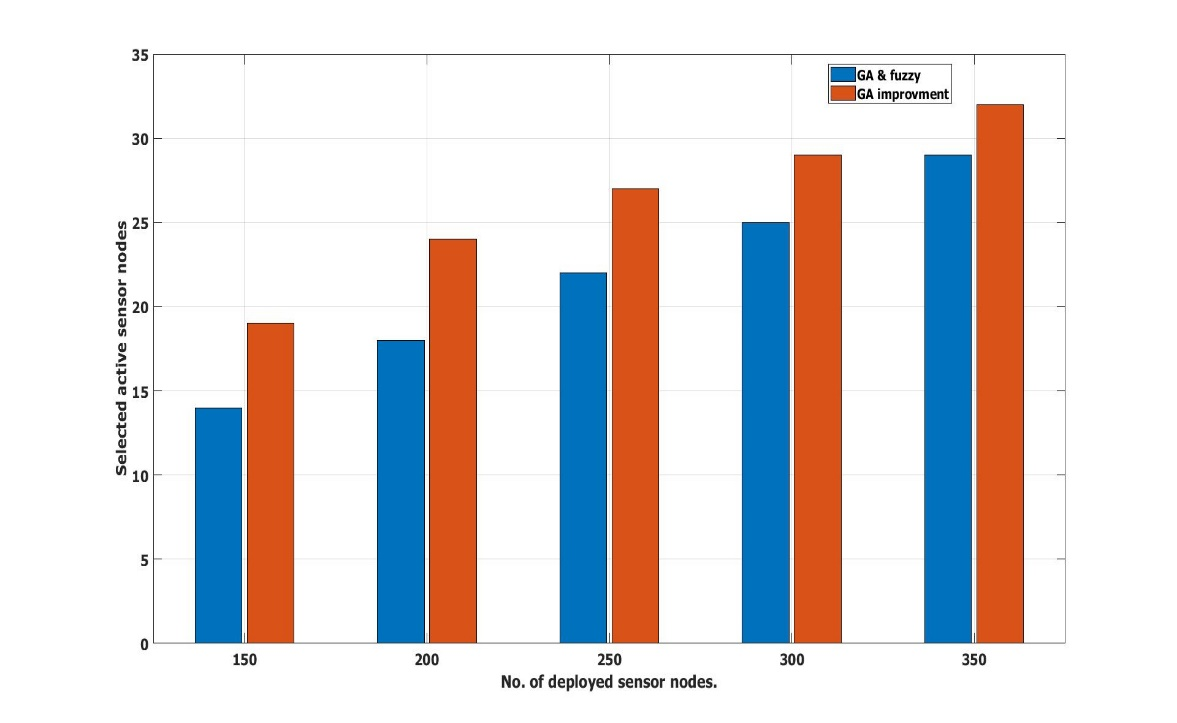 35
30
25
20
15
10
5
0
Selected active sensor nodes
GA & fuzzy
GA improvment
150 200 250 300 350
No. of deployed sensor nodes.